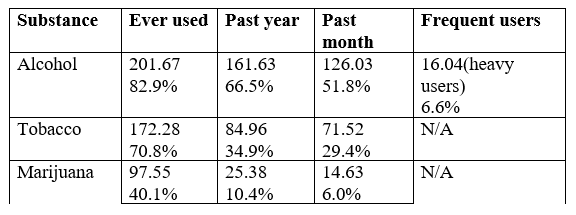 Substance Ever used Past year Past month Frequent users
Alcohol 201.67 161.63 126.03 16.04(heavy users)
82.9% 66.5% 51.8% 6.6%
Tobacco 172.28 84.96 71.52 N/A
70.8% 34.9% 29.4%
Marijuana 97.55 25.38 14.63 N/A
40.1% 10.4% 6.0%